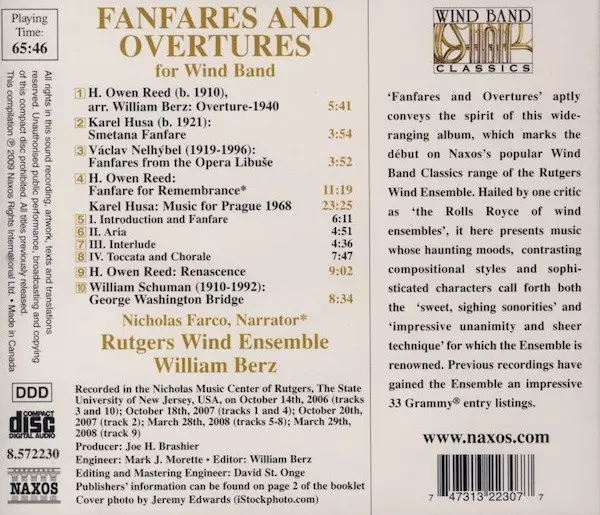 Playing
Time:
65:46
All rights in this sound recording, artwork, texts and translations
reserved. Unauthorised public performance, broadcasting and copying
of this compact disc prohibited. All titles previously released.
This compilation ℗ 2009 Naxos Rights International Ltd. • Made in Canada
DDD
COMPACT
disc
DIGITAL AUDIO
8.572230
NAXOS
FANFARES AND
OVERTURES
for Wind Band
1 H. Owen Reed (b. 1910),
arr. William Berz: Overture-1940 5:41
2 Karel Husa (b. 1921):
Smetana Fanfare 3:54
3 Václav Nelhýbel (1919-1996):
Fanfares from the Opera Libuše 3:52
4 H. Owen Reed:
Fanfare for Remembrance* 11:19
Karel Husa: Music for Prague 1968 23:25
5 I. Introduction and Fanfare 6:11
6 II. Aria 4:51
7 III. Interlude 4:36
8 IV. Toccata and Chorale 7:47
9 H. Owen Reed: Renascence 9:02
10 William Schuman (1910-1992):
George Washington Bridge 8:34
Nicholas Farco, Narrator*
Rutgers Wind Ensemble
William Berz
Recorded in the Nicholas Music Center of Rutgers, The State
University of New Jersey, USA, on October 14th, 2006 (tracks
3 and 10); October 18th, 2007 (tracks 1 and 4); October 20th,
2007 (track 2); March 28th, 2008 (tracks 5-8); March 29th,
2008 (track 9)
Producer: Joe H. Brashier
Engineer: Mark J. Morette • Editor: William Berz
Editing and Mastering Engineer: David St. Onge
Publishers' information can be found on page 2 of the booklet
Cover photo by Jeremy Edwards (iStockphoto.com)
WIND BAND
CLASSICS
'Fanfares and Overtures' aptly
conveys the spirit of this wide-
ranging album, which marks the
début on Naxos's popular Wind
Band Classics range of the Rutgers
Wind Ensemble. Hailed by one critic
as 'the Rolls Royce of wind
ensembles', it here presents music
whose haunting moods, contrasting
compositional styles and sophi-
sticated characters call forth both
the 'sweet, sighing sonorities' and
'impressive unanimity and sheer
technique' for which the Ensemble is
renowned. Previous recordings have
gained the Ensemble an impressive
33 Grammy® entry listings.
www.naxos.com
7 47313 22307 7